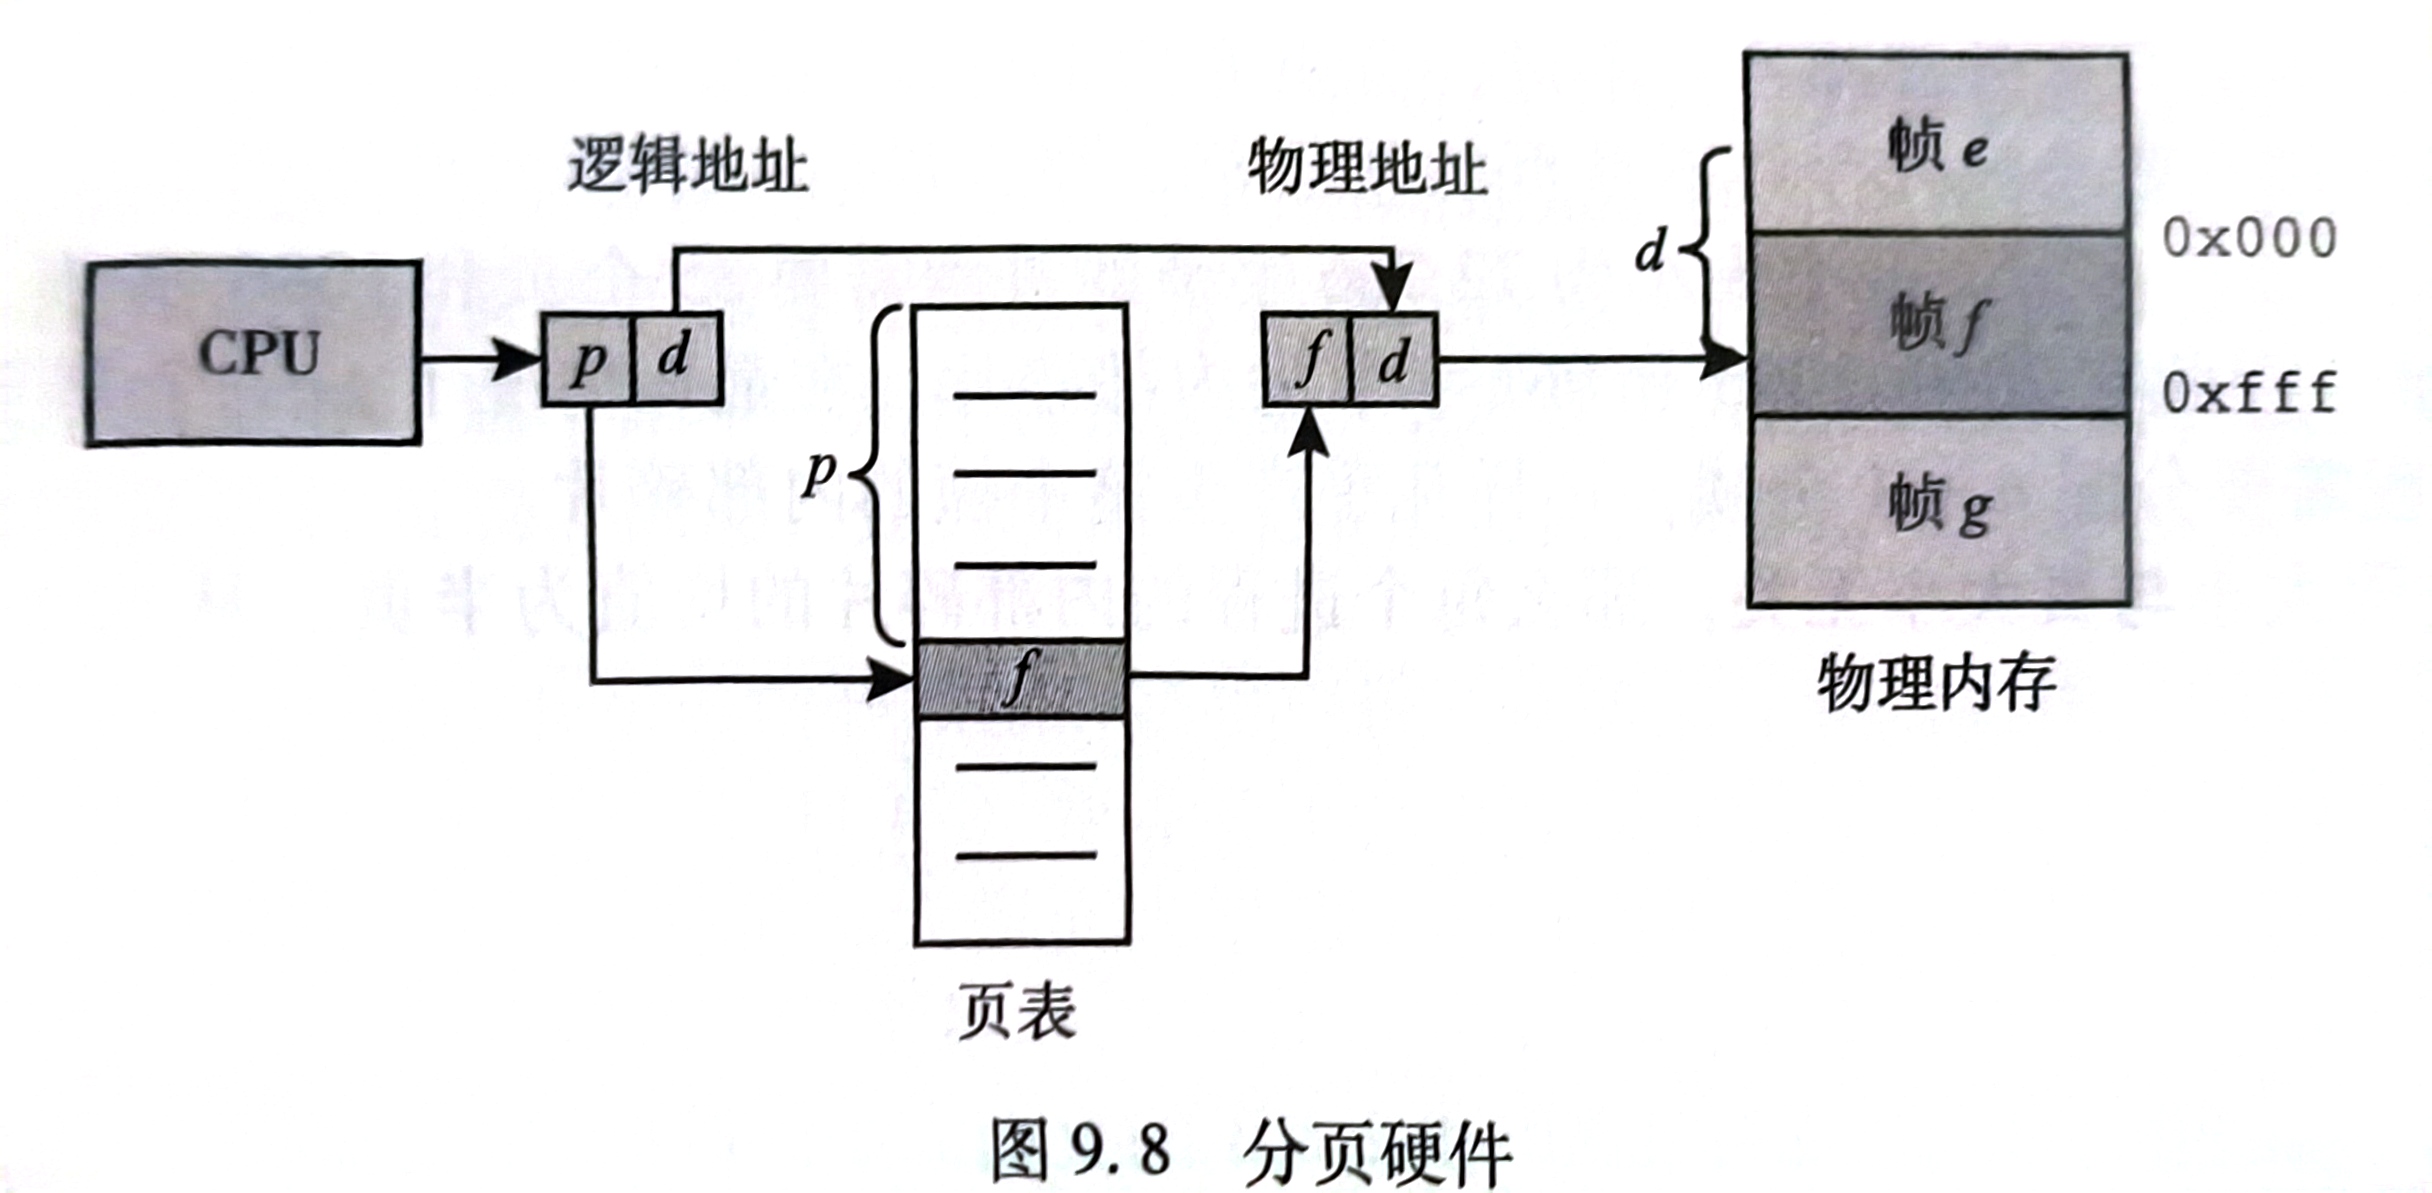 逻辑地址
物理地址
CPU
p d
f d
p
f
页表
d
帧 e
0x000
帧 f
0xfff
帧 g
物理内存
图 9.8 分页硬件